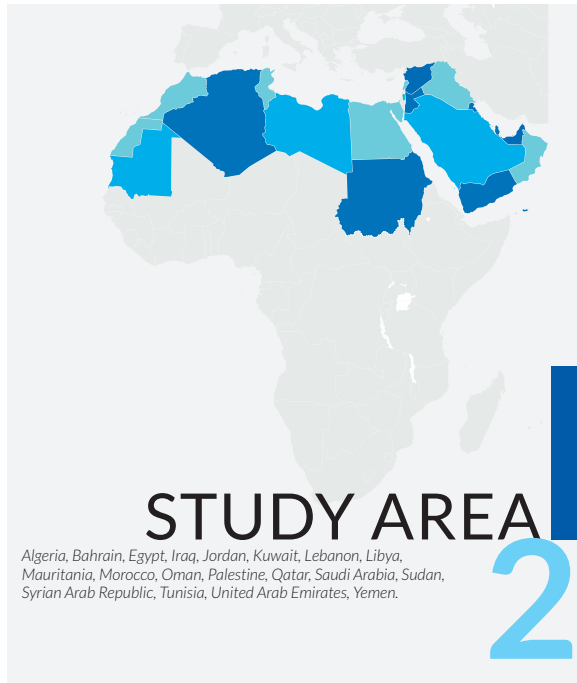 STUDY AREA
Algeria, Bahrain, Egypt, Iraq, Jordan, Kuwait, Lebanon, Libya,
Mauritania, Morocco, Oman, Palestine, Qatar, Saudi Arabia, Sudan,
Syrian Arab Republic, Tunisia, United Arab Emirates, Yemen.
2